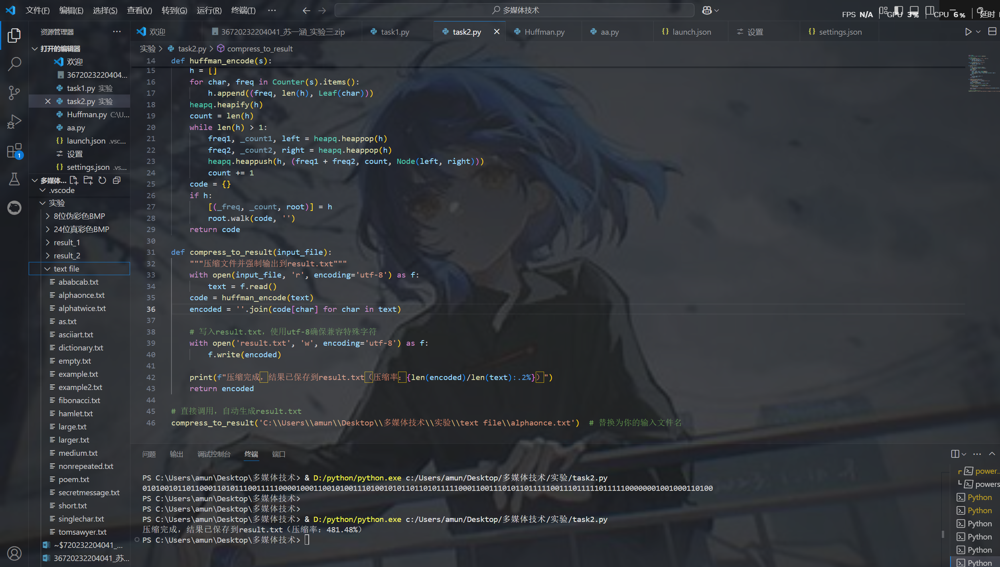 文件(F) 编辑(E) 选择(S) 查看(V) 转到(G) 运行(R) 终端(T) ···
多媒体技术
FPS N/A GPU 3% CPU 6% 延时
资源管理器
打开的编辑器
欢迎
3672023220404...
task1.py 实验
task2.py 实验
Huffman.py C:\U...
aa.py
launch.json .vsc...
设置
settings.json .vs...
多媒体...
.vscode
实验
8位伪彩色BMP
24位真彩色BMP
result_1
result_2
text file
ababcab.txt
alphaonce.txt
alphatwice.txt
as.txt
asciiart.txt
dictionary.txt
empty.txt
example.txt
example2.txt
fibonacci.txt
hamlet.txt
large.txt
larger.txt
medium.txt
nonrepeated.txt
poem.txt
secretmessage.txt
short.txt
singlechar.txt
tomsawyer.txt
~$720232204041_...
36720232204041_苏...
1
欢迎 36720232204041_苏一涵_实验三.zip task1.py task2.py Huffman.py aa.py launch.json 设置 settings.json
实验 > task2.py > compress_to_result
14 def huffman_encode(s):
15 h = []
16 for char, freq in Counter(s).items():
17 h.append((freq, len(h), Leaf(char)))
18 heapq.heapify(h)
19 count = len(h)
20 while len(h) > 1:
21 freq1, _count1, left = heapq.heappop(h)
22 freq2, _count2, right = heapq.heappop(h)
23 heapq.heappush(h, (freq1 + freq2, count, Node(left, right)))
24 count += 1
25 code = {}
26 if h:
27 [(_freq, _count, root)] = h
28 root.walk(code, '')
29 return code
30
31 def compress_to_result(input_file):
32 """压缩文件并强制输出到result.txt"""
33 with open(input_file, 'r', encoding='utf-8') as f:
34 text = f.read()
35 code = huffman_encode(text)
36 encoded = ''.join(code[char] for char in text)
37
38 # 写入result.txt，使用utf-8确保兼容特殊字符
39 with open('result.txt', 'w', encoding='utf-8') as f:
40 f.write(encoded)
41
42 print(f"压缩完成，结果已保存到result.txt（压缩率：{len(encoded)/len(text):.2%}）")
43 return encoded
44
45 # 直接调用，自动生成result.txt
46 compress_to_result('C:\\Users\\amun\\Desktop\\多媒体技术\\实验\\text file\\alphaonce.txt') # 替换为你的输入文件名
问题 输出 调试控制台 终端 端口
PS C:\Users\amun\Desktop\多媒体技术> & D:/python/python.exe c:/Users/amun/Desktop/多媒体技术/实验/task2.py
PS C:\Users\amun\Desktop\多媒体技术>
PS C:\Users\amun\Desktop\多媒体技术>
PS C:\Users\amun\Desktop\多媒体技术> & D:/python/python.exe c:/Users/amun/Desktop/多媒体技术/实验/task2.py
压缩完成，结果已保存到result.txt（压缩率：481.48%）
PS C:\Users\amun\Desktop\多媒体技术>
power...
powers
Python
Python
Python
Python
Python
Python